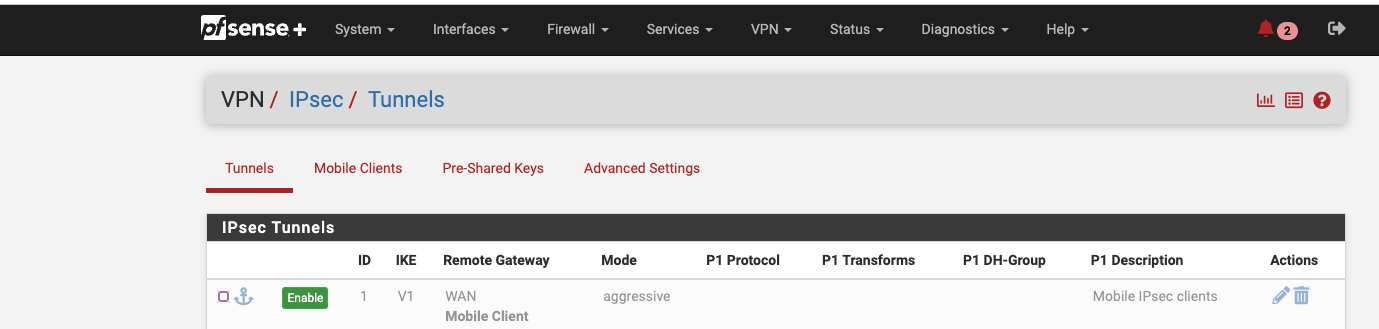 pfsense+ System Interfaces Firewall Services VPN Status Diagnostics Help 2
VPN / IPsec / Tunnels
Tunnels Mobile Clients Pre-Shared Keys Advanced Settings
IPsec Tunnels
ID IKE Remote Gateway Mode P1 Protocol P1 Transforms P1 DH-Group P1 Description Actions
Enable 1 V1 WAN aggressive Mobile IPsec clients
Mobile Client